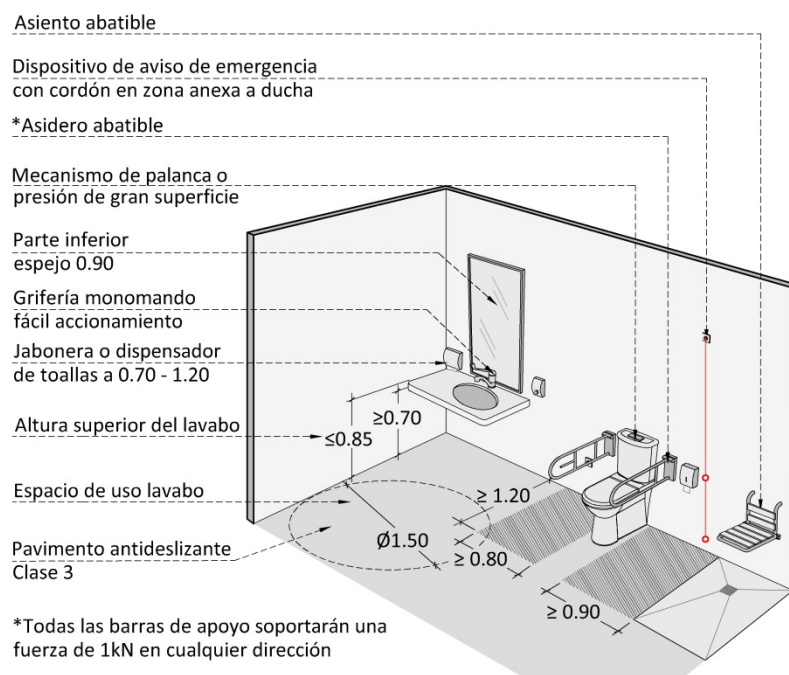 Asiento abatible
Dispositivo de aviso de emergencia
con cordón en zona anexa a ducha
*Asidero abatible
Mecanismo de palanca o
presión de gran superficie
Parte inferior
espejo 0.90
Grifería monomando
fácil accionamiento
Jabonera o dispensador
de toallas a 0.70 - 1.20
Altura superior del lavabo
≤0.85
≥0.70
Espacio de uso lavabo
Pavimento antideslizante
Clase 3
Ø1.50
≥ 1.20
≥ 0.80
≥ 0.90
*Todas las barras de apoyo soportarán una
fuerza de 1kN en cualquier dirección